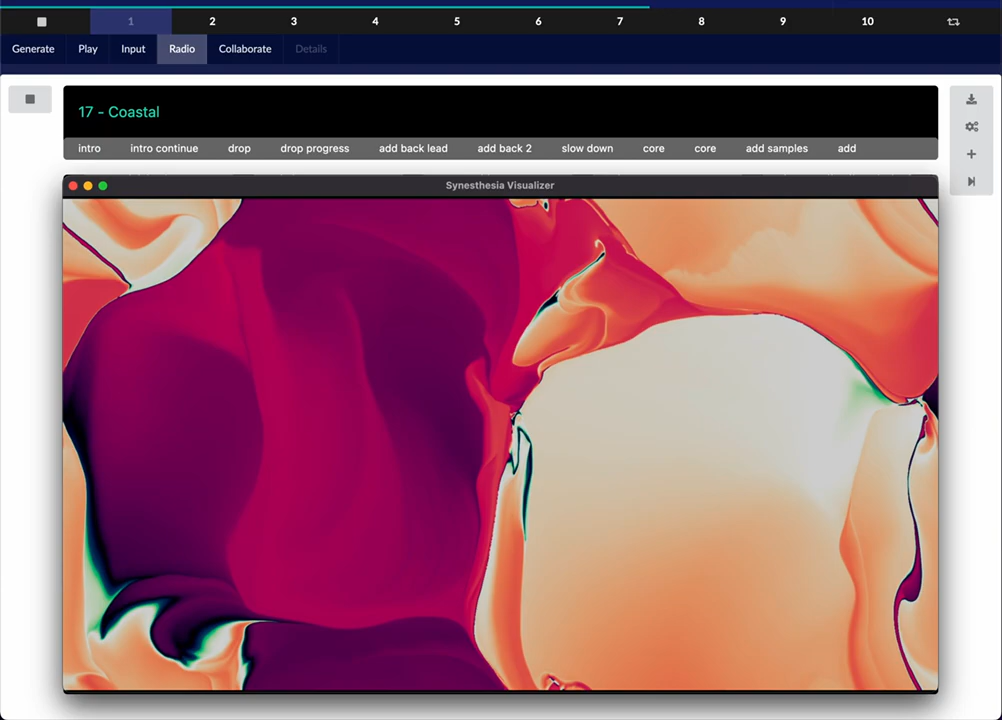 1 2 3 4 5 6 7 8 9 10
Generate Play Input Radio Collaborate Details
17 - Coastal
intro intro continue drop drop progress add back lead add back 2 slow down core core add samples add
Synesthesia Visualizer